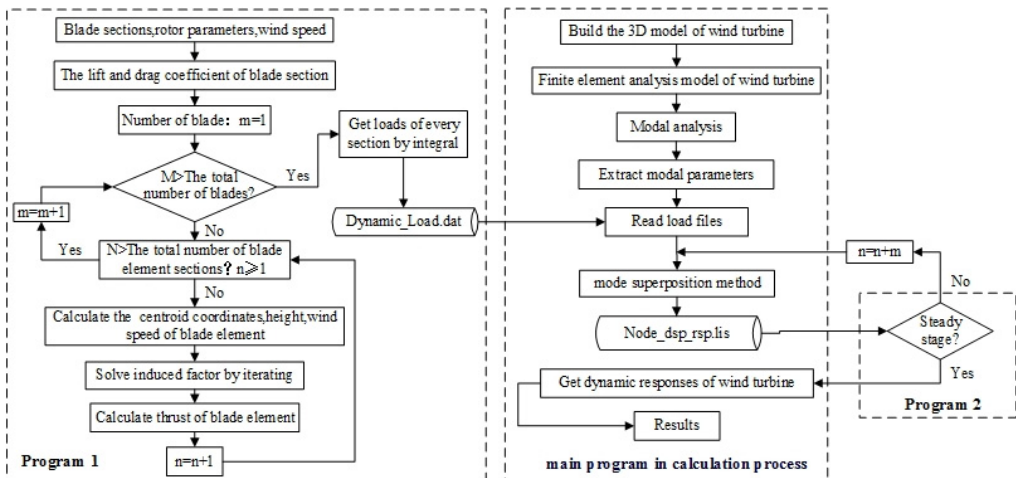 Blade sections,rotor parameters,wind speed
The lift and drag coefficient of blade section
Number of blade：m=1
M>The total
number of blades?
Yes
No
m=m+1
Yes
N>The total number of blade
element sections？n⩾1
No
Calculate the centroid coordinates,height,wind
speed of blade element
Solve induced factor by iterating
Calculate thrust of blade element
n=n+1
Program 1
Get loads of every
section by integral
Dynamic_Load.dat
Build the 3D model of wind turbine
Finite element analysis model of wind turbine
Modal analysis
Extract modal parameters
Read load files
mode superposition method
Node_dsp_rsp.lis
Get dynamic responses of wind turbine
Results
main program in calculation process
n=n+m
No
Steady
stage?
Yes
Program 2